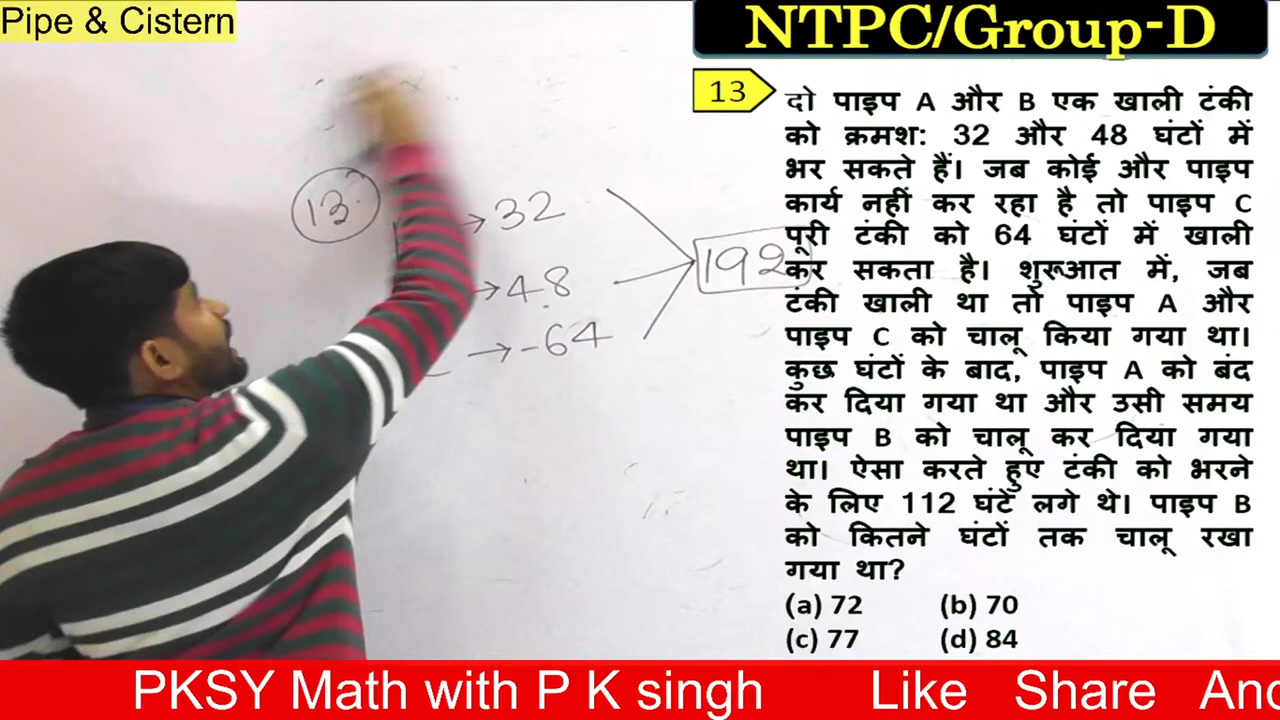 Pipe & Cistern
NTPC/Group-D
13
दो पाइप A और B एक खाली टंकी
को क्रमश: 32 और 48 घंटों में
भर सकते हैं। जब कोई और पाइप
कार्य नहीं कर रहा है तो पाइप C
पूरी टंकी को 64 घंटों में खाली
कर सकता है। शुरूआत में, जब
टंकी खाली था तो पाइप A और
पाइप C को चालू किया गया था।
कुछ घंटों के बाद, पाइप A को बंद
कर दिया गया था और उसी समय
पाइप B को चालू कर दिया गया
था। ऐसा करते हुए टंकी को भरने
के लिए 112 घंटे लगे थे। पाइप B
को कितने घंटों तक चालू रखा
गया था?
(a) 72 (b) 70
(c) 77 (d) 84
13
→32
→48
→-64
192
PKSY Math with P K singh Like Share And